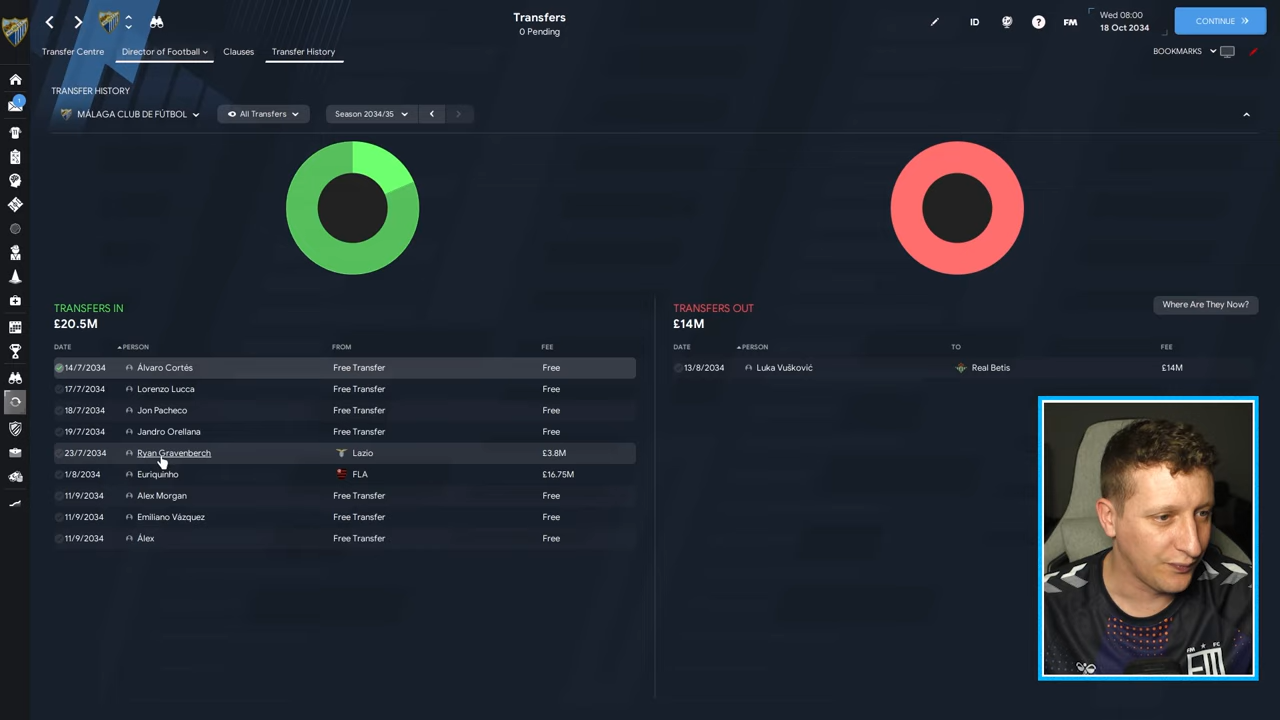 Transfers
0 Pending
ID
?
FM
Wed 08:00
18 Oct 2034
CONTINUE
Transfer Centre
Director of Football
Clauses
Transfer History
BOOKMARKS
1
TRANSFER HISTORY
MÁLAGA CLUB DE FÚTBOL
All Transfers
Season 2034/35
TRANSFERS IN
£20.5M
DATE PERSON FROM FEE
14/7/2034 Álvaro Cortés Free Transfer Free
17/7/2034 Lorenzo Lucca Free Transfer Free
18/7/2034 Jon Pacheco Free Transfer Free
19/7/2034 Jandro Orellana Free Transfer Free
23/7/2034 Ryan Gravenberch Lazio £3.8M
1/8/2034 Euriquinho FLA £16.75M
11/9/2034 Alex Morgan Free Transfer Free
11/9/2034 Emiliano Vázquez Free Transfer Free
11/9/2034 Álex Free Transfer Free
TRANSFERS OUT
£14M
Where Are They Now?
DATE PERSON TO FEE
13/8/2034 Luka Vušković Real Betis £14M